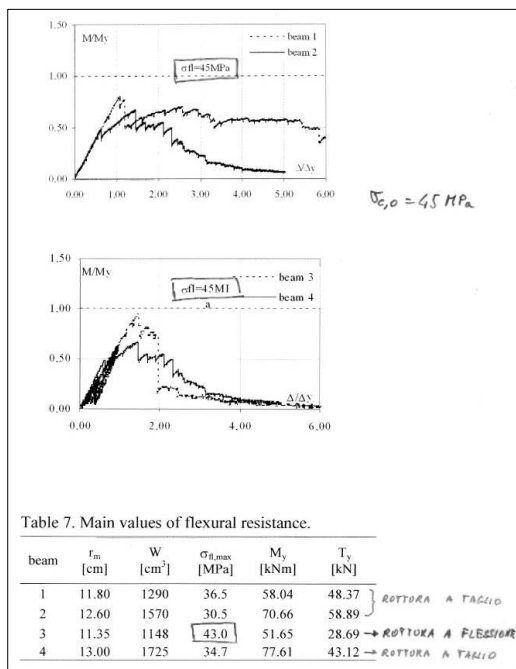 1.50
M/My
beam 1
beam 2
σfl=45MPa
1.00
0.50
0.00
Δ/Δy
0.00 1.00 2.00 3.00 4.00 5.00 6.00
σc,0 = 45 MPa
1.50
M/My
beam 3
σfl=45MI
beam 4
a
1.00
0.50
0.00
Δ/Δy
0.00 2.00 4.00 6.00
Table 7. Main values of flexural resistance.
beam rm W σfl,max My Ty
[cm] [cm³] [MPa] [kNm] [kN]
1 11.80 1290 36.5 58.04 48.37
ROTTURA A TAGLIO
2 12.60 1570 30.5 70.66 58.89
3 11.35 1148 43.0 51.65 28.69 → ROTTURA A FLESSIONE
4 13.00 1725 34.7 77.61 43.12 → ROTTURA A TAGLIO